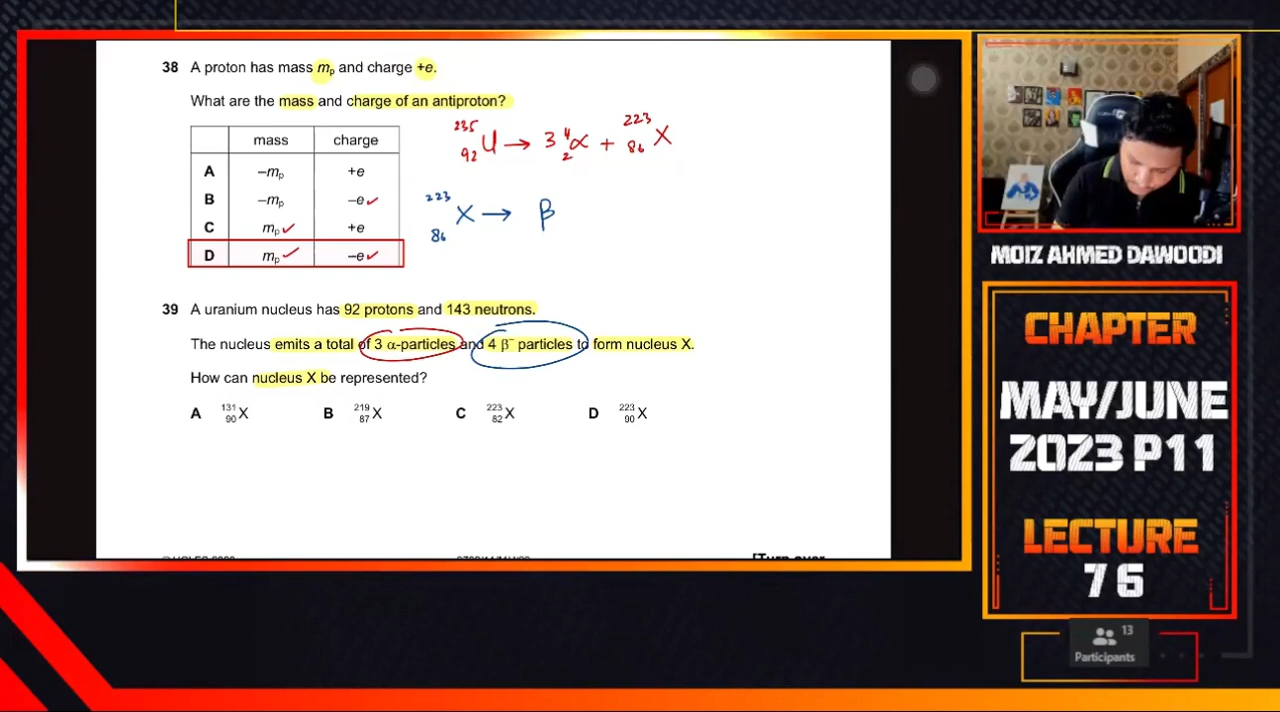 38 A proton has mass mp and charge +e.
What are the mass and charge of an antiproton?
mass charge
A –mp +e
B –mp –e ✓
C mp ✓ +e
D mp ✓ –e ✓
235 92 U → 3 4 2 α + 223 86 X
223 86 X → β
39 A uranium nucleus has 92 protons and 143 neutrons.
The nucleus emits a total of 3 α-particles and 4 β– particles to form nucleus X.
How can nucleus X be represented?
A 131 90 X B 219 87 X C 223 82 X D 223 90 X
[Turn over
MOIZ AHMED DAWOODI
CHAPTER
MAY/JUNE
2023 P11
LECTURE
76
13
Participants